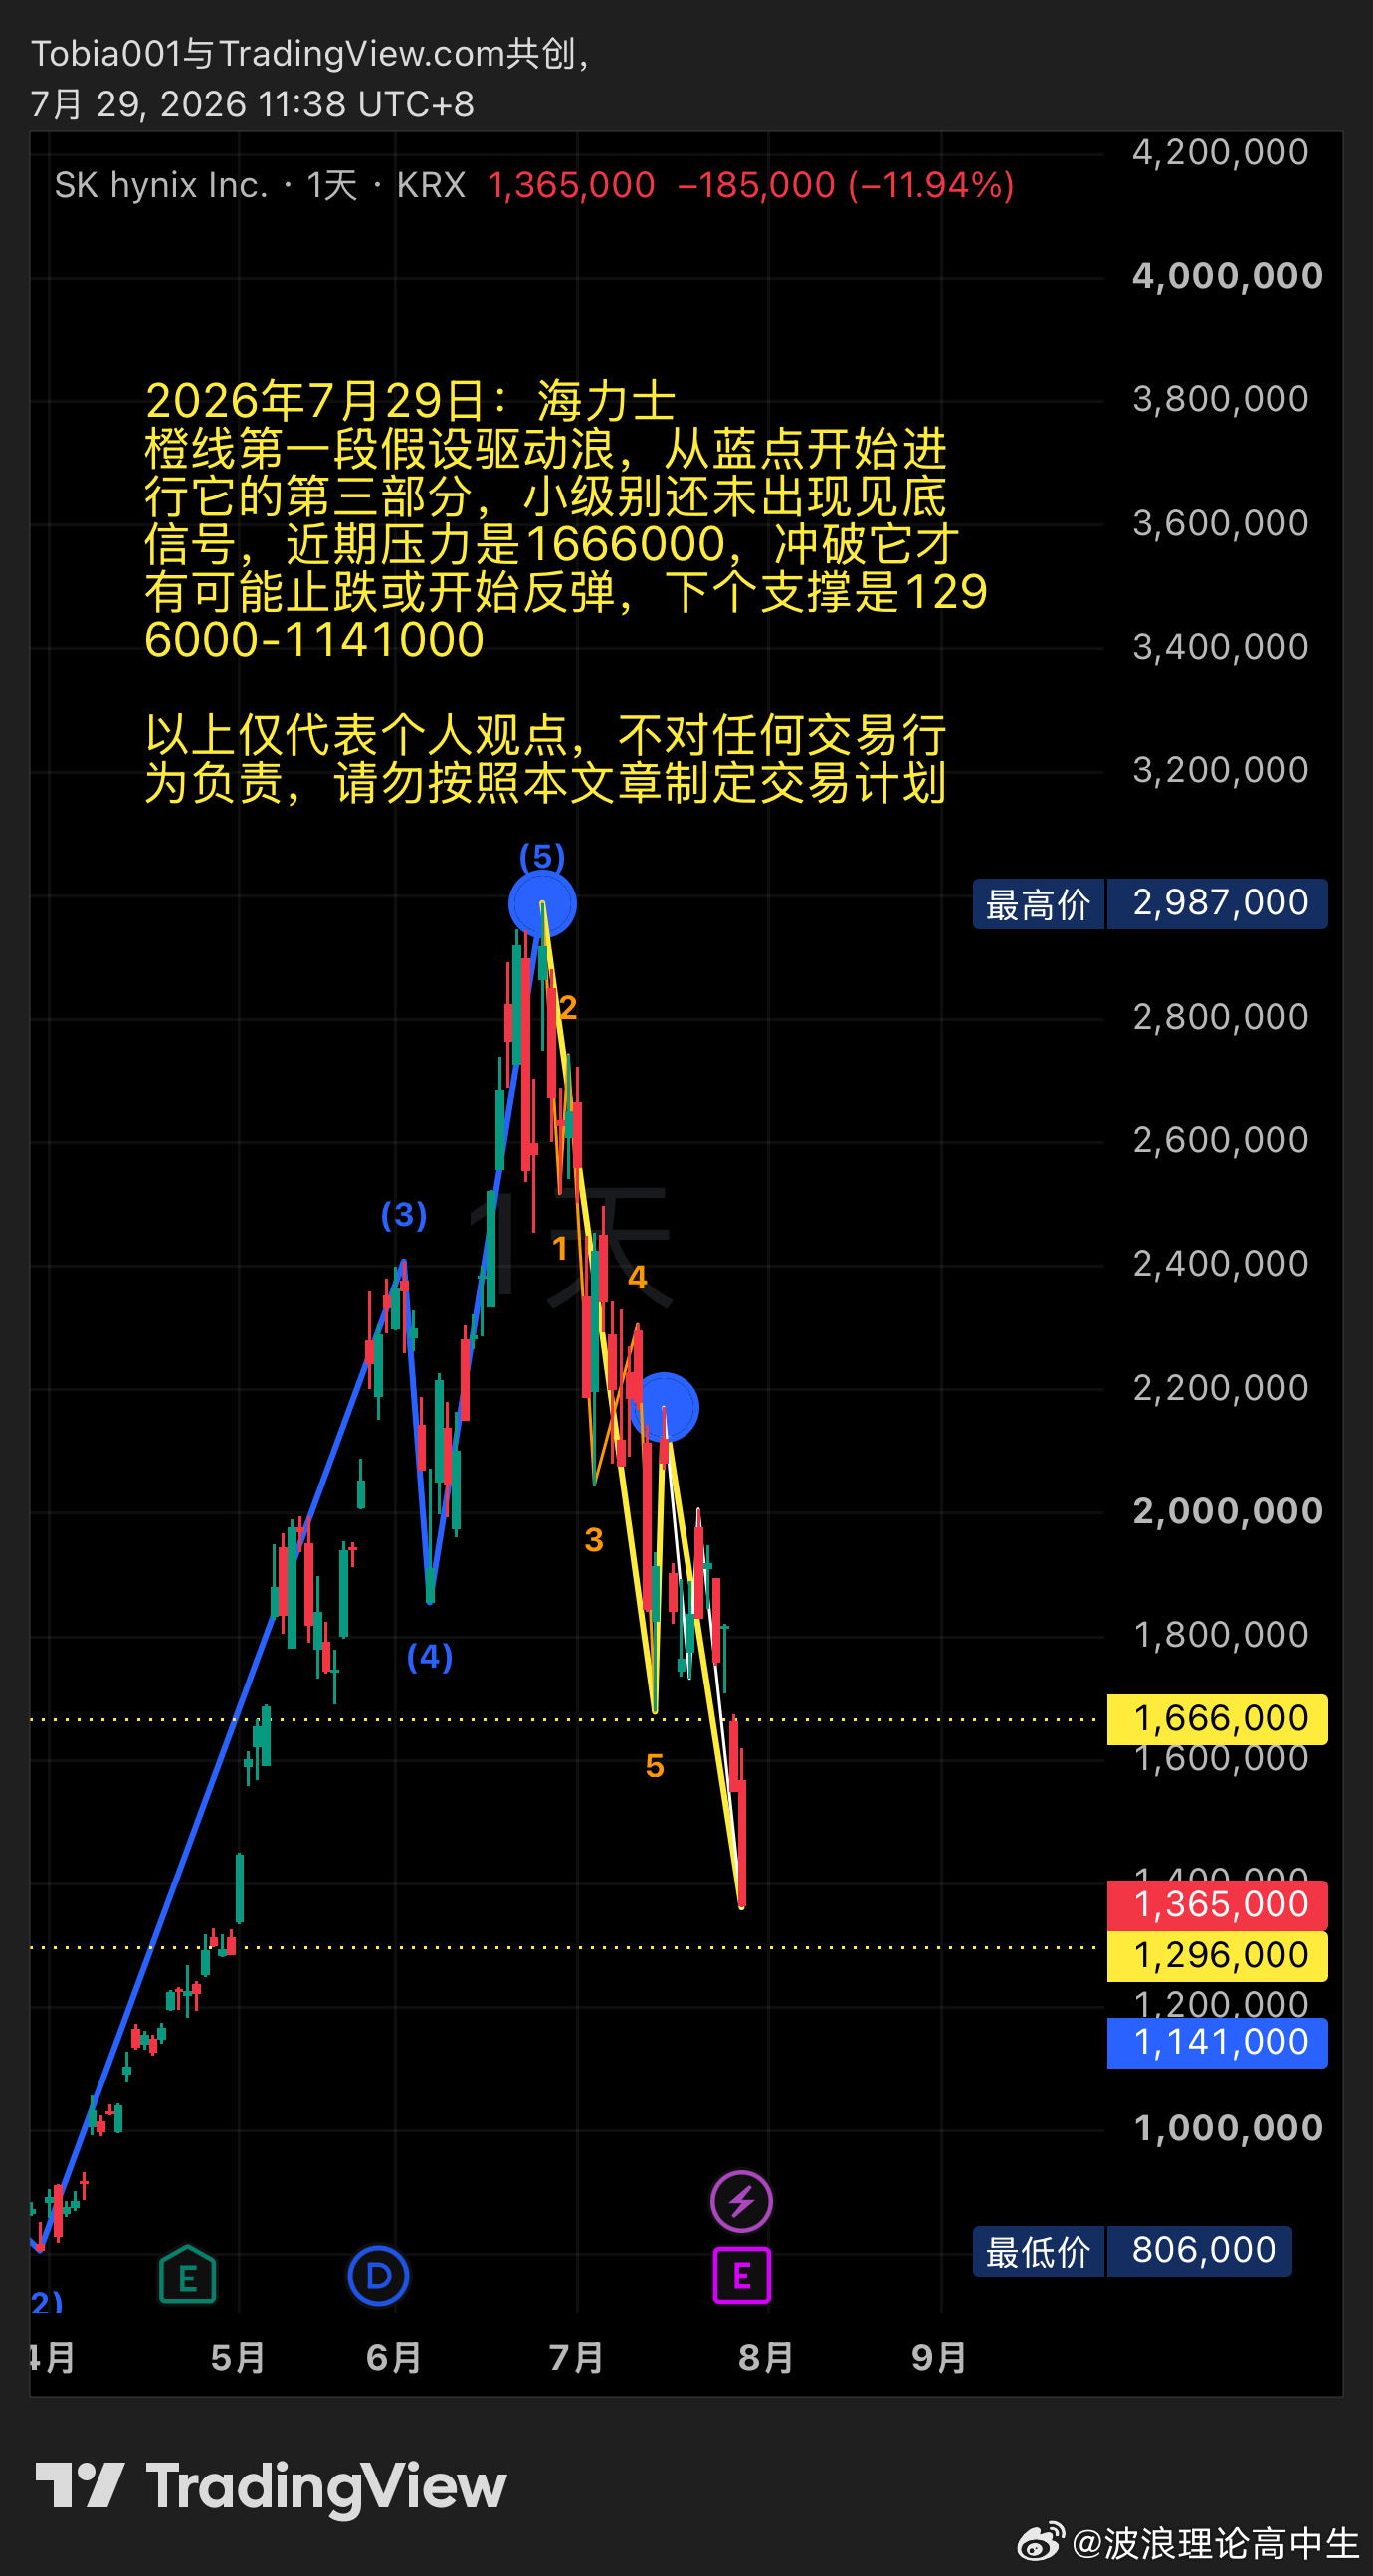 Tobia001与TradingView.com共创,
7月 29, 2026 11:38 UTC+8
SK hynix Inc. · 1天 · KRX 1,365,000 −185,000 (−11.94%)
4,200,000
4,000,000
3,800,000
3,600,000
3,400,000
3,200,000
2026年7月29日：海力士
橙线第一段假设驱动浪，从蓝点开始进
行它的第三部分，小级别还未出现见底
信号，近期压力是1666000，冲破它才
有可能止跌或开始反弹，下个支撑是129
6000-1141000
以上仅代表个人观点，不对任何交易行
为负责，请勿按照本文章制定交易计划
(5)
最高价 2,987,000
2
2,800,000
2,600,000
1天
(3)
1
4
2,400,000
2,200,000
3
2,000,000
(4)
1,800,000
1,666,000
5
1,600,000
1,400,000
1,365,000
1,296,000
1,200,000
1,141,000
1,000,000
最低价 806,000
E
D
E
2)
4月
5月
6月
7月
8月
9月
TradingView
@波浪理论高中生